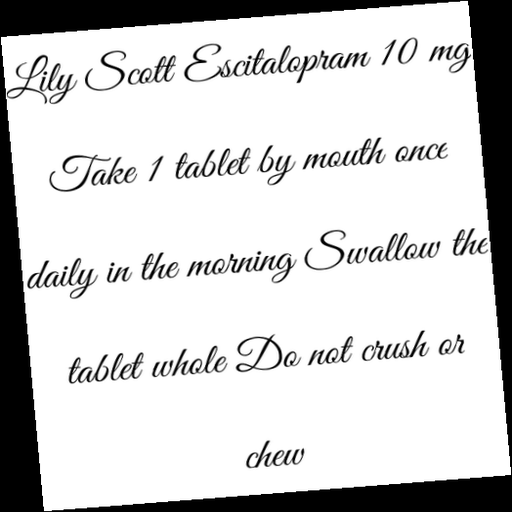 Lily Scott Escitalopram 10 mg
Take 1 tablet by mouth once
daily in the morning Swallow the
tablet whole Do not crush or
chew